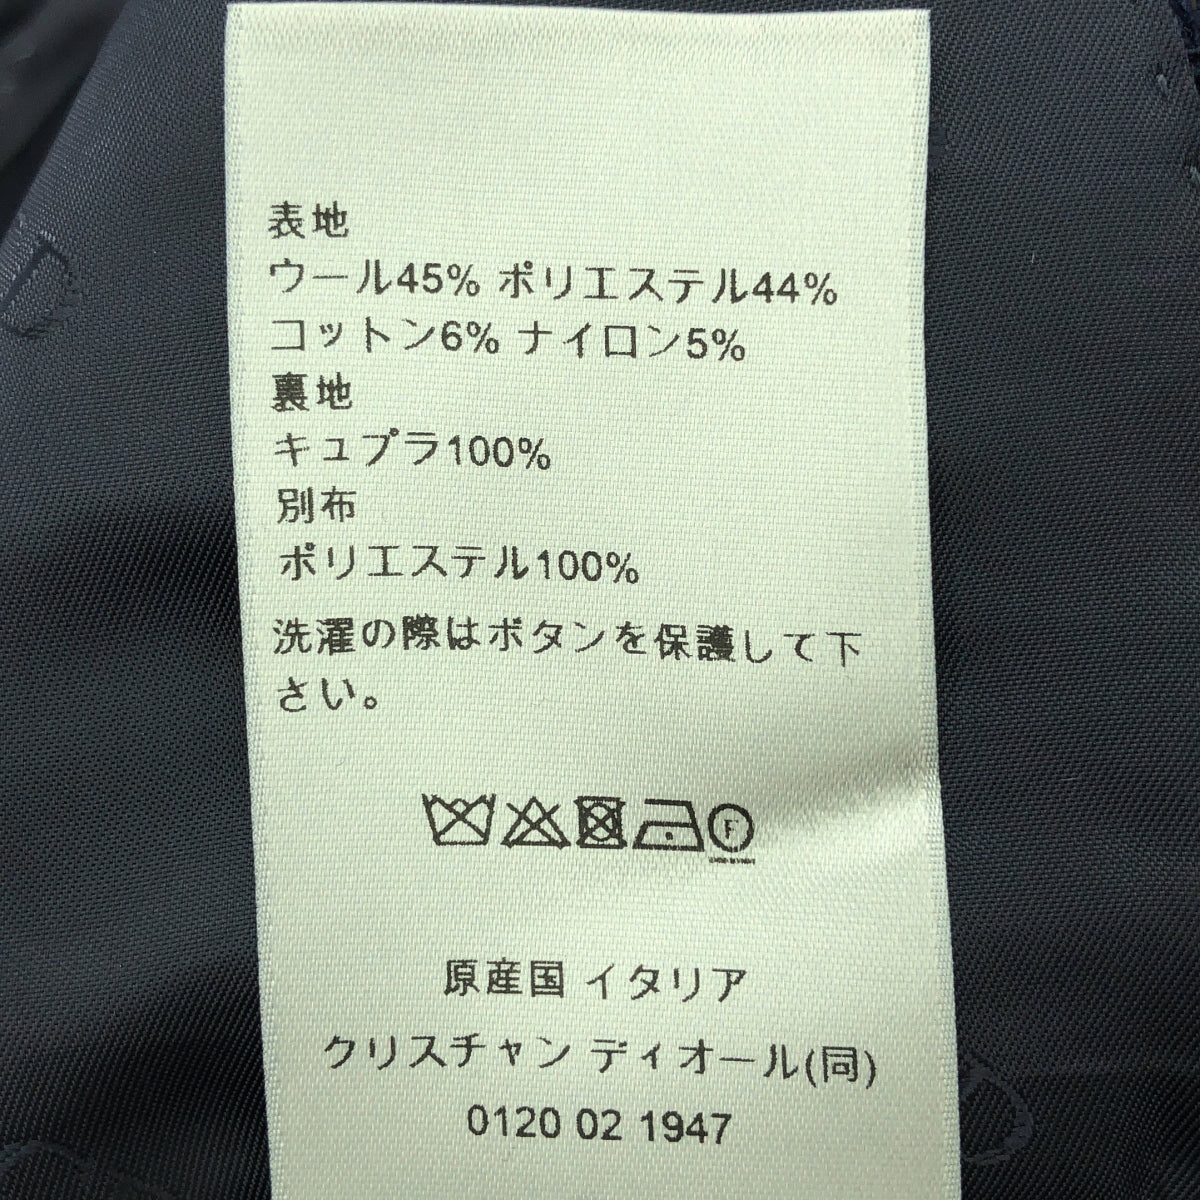 表地
ウール45% ポリエステル44%
コットン6% ナイロン5%
裏地
キュプラ100%
別布
ポリエステル100%
洗濯の際はボタンを保護して下
さい。
F
原産国 イタリア
クリスチャン ディオール(同)
0120 02 1947